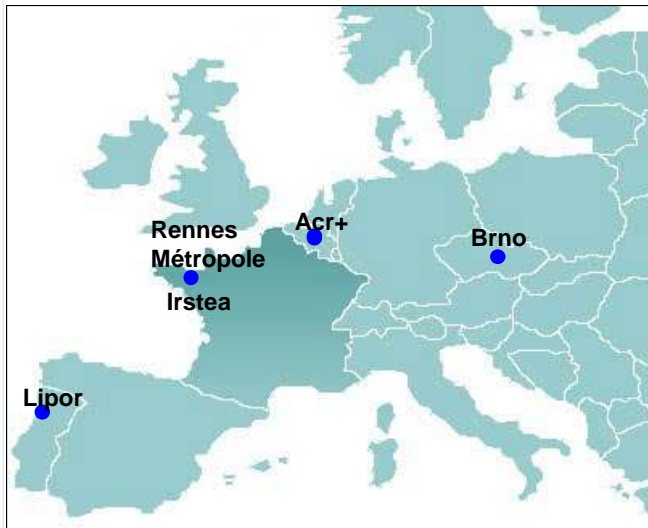 Rennes
Métropole
Irstea
Acr+
Brno
Lipor